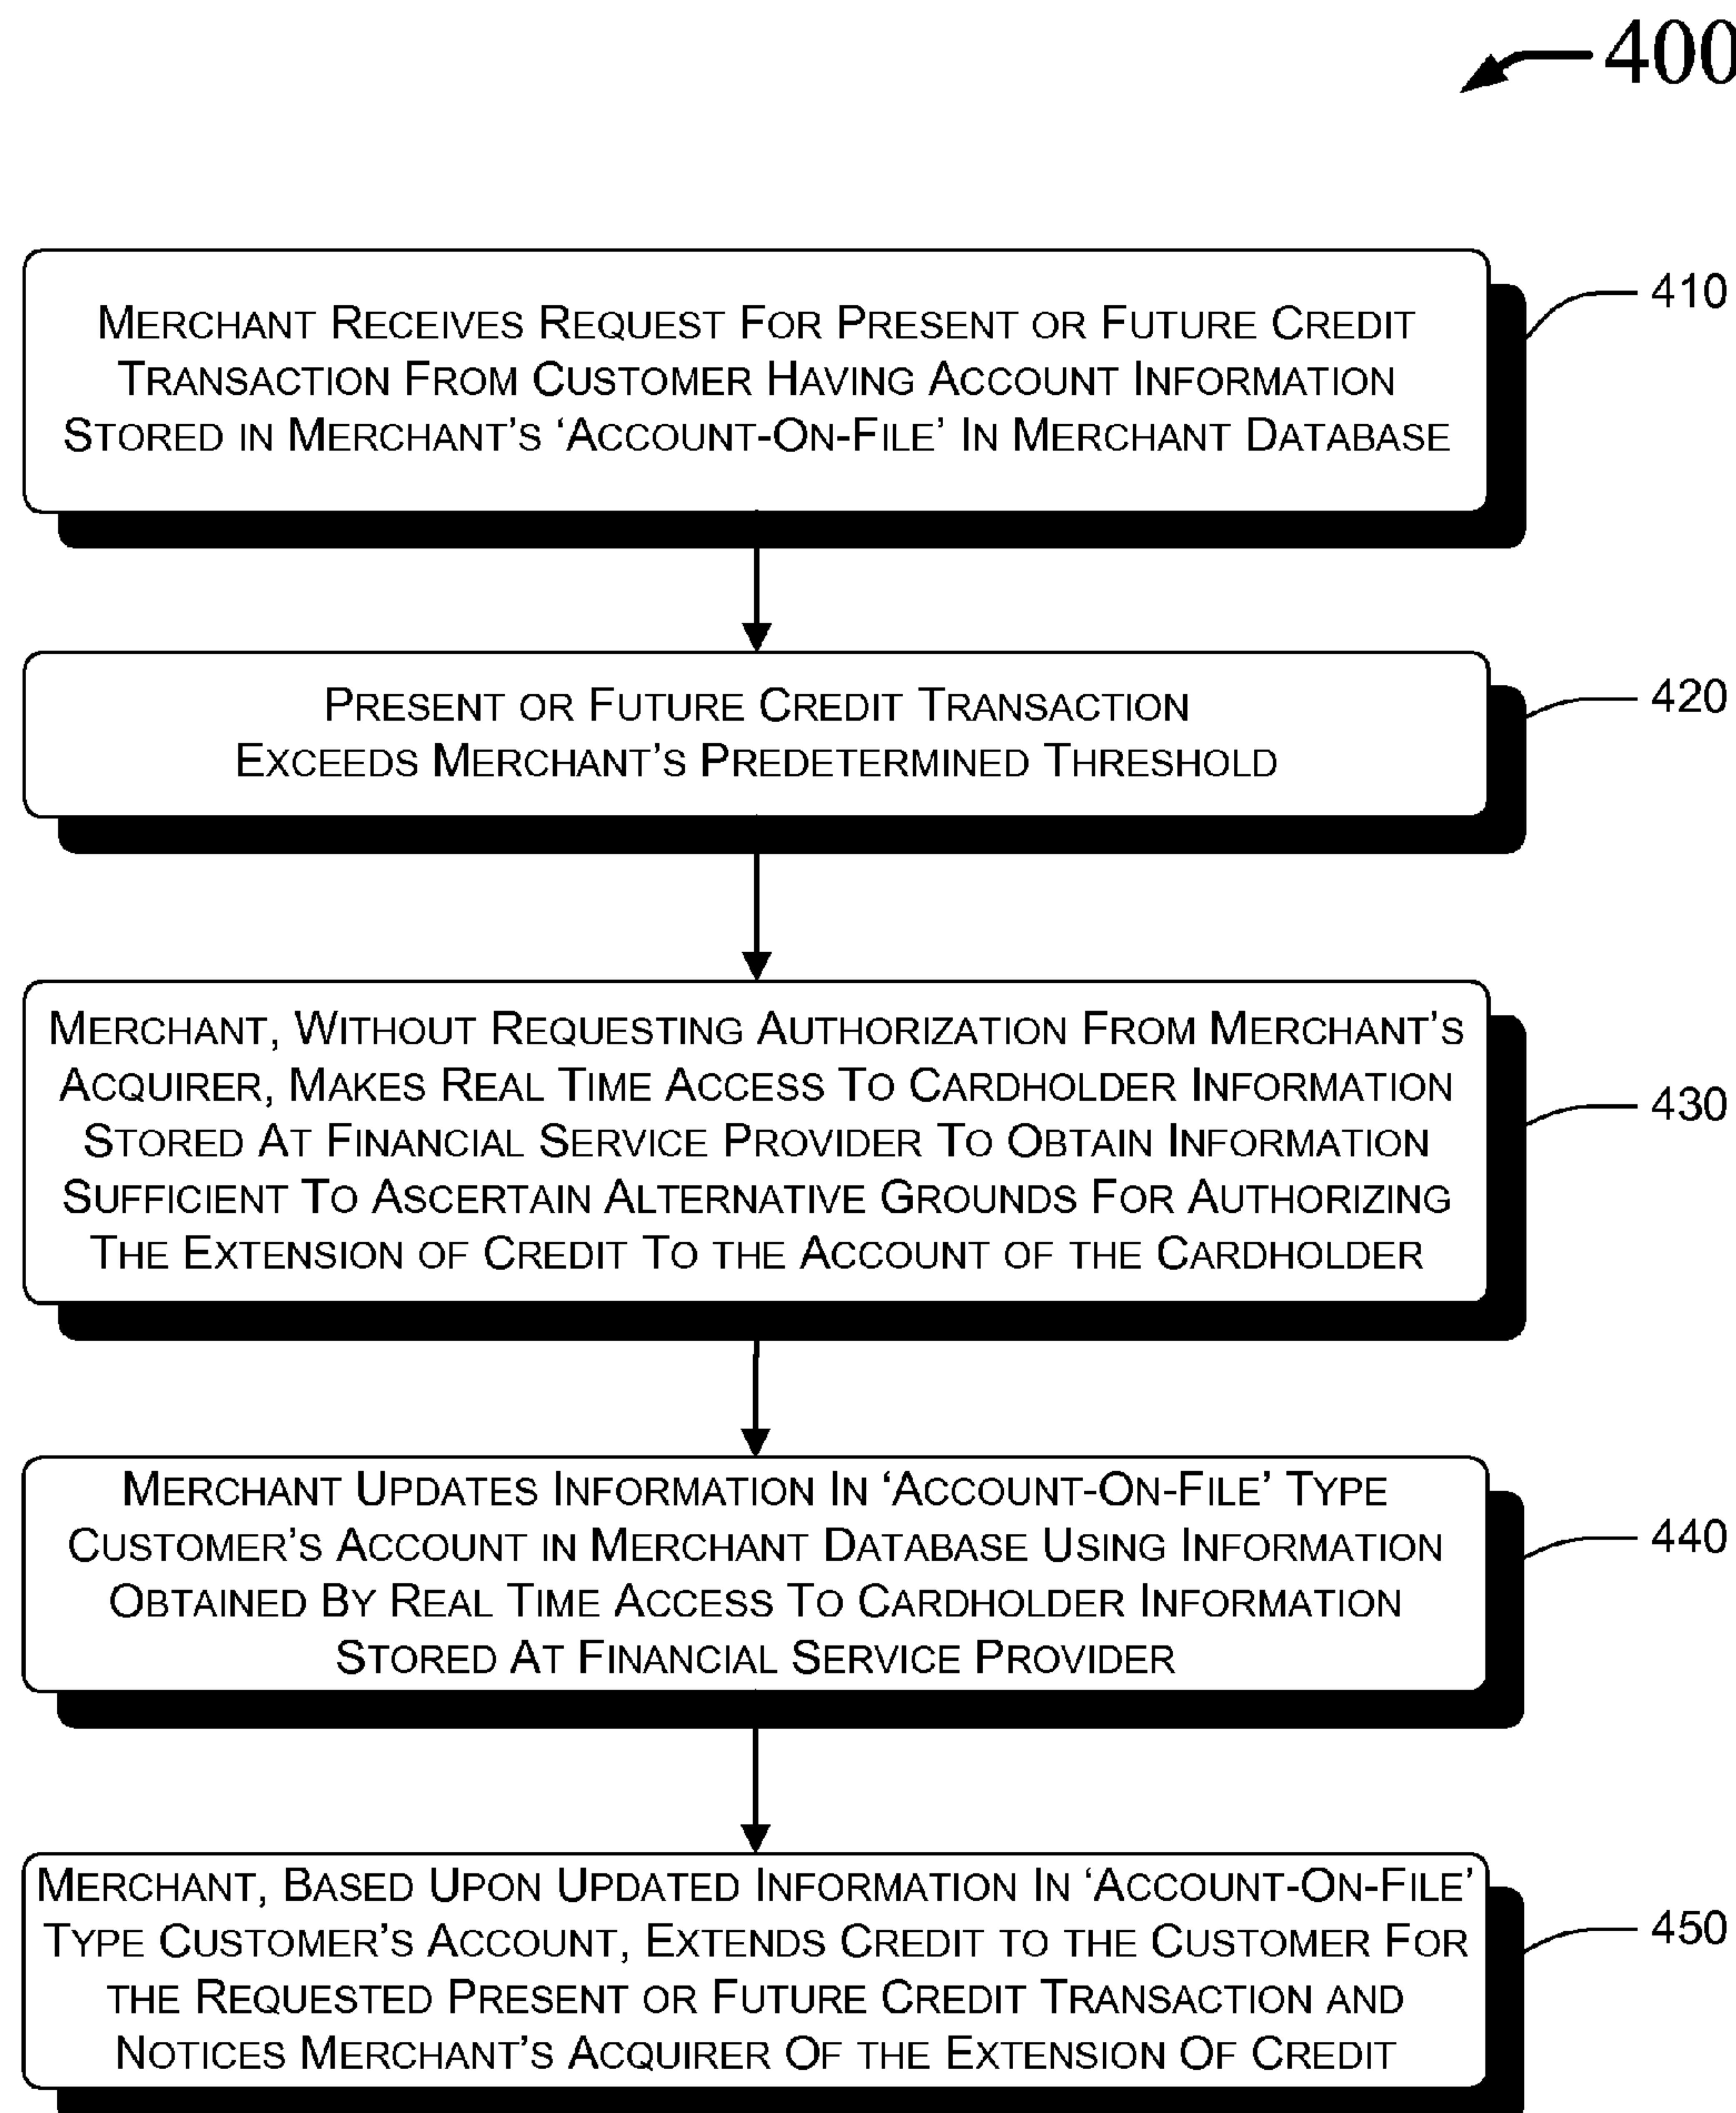 400
MERCHANT RECEIVES REQUEST FOR PRESENT OR FUTURE CREDIT
TRANSACTION FROM CUSTOMER HAVING ACCOUNT INFORMATION
STORED IN MERCHANT'S ‘ACCOUNT-ON-FILE’ IN MERCHANT DATABASE
410
PRESENT OR FUTURE CREDIT TRANSACTION
EXCEEDS MERCHANT'S PREDETERMINED THRESHOLD
420
MERCHANT, WITHOUT REQUESTING AUTHORIZATION FROM MERCHANT'S
ACQUIRER, MAKES REAL TIME ACCESS TO CARDHOLDER INFORMATION
STORED AT FINANCIAL SERVICE PROVIDER TO OBTAIN INFORMATION
SUFFICIENT TO ASCERTAIN ALTERNATIVE GROUNDS FOR AUTHORIZING
THE EXTENSION OF CREDIT TO THE ACCOUNT OF THE CARDHOLDER
430
MERCHANT UPDATES INFORMATION IN ‘ACCOUNT-ON-FILE’ TYPE
CUSTOMER'S ACCOUNT IN MERCHANT DATABASE USING INFORMATION
OBTAINED BY REAL TIME ACCESS TO CARDHOLDER INFORMATION
STORED AT FINANCIAL SERVICE PROVIDER
440
MERCHANT, BASED UPON UPDATED INFORMATION IN ‘ACCOUNT-ON-FILE’
TYPE CUSTOMER'S ACCOUNT, EXTENDS CREDIT TO THE CUSTOMER FOR
THE REQUESTED PRESENT OR FUTURE CREDIT TRANSACTION AND
NOTICES MERCHANT'S ACQUIRER OF THE EXTENSION OF CREDIT
450